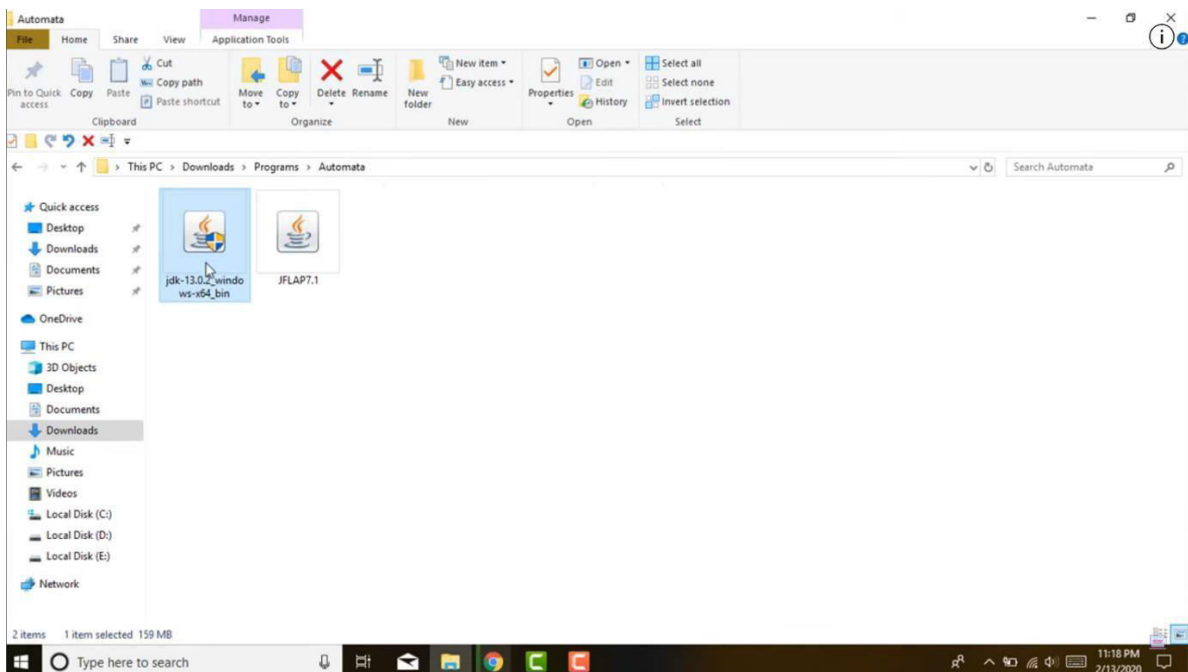 Automata
Manage
File Home Share View Application Tools
Pin to Quick access
Copy
Paste
Cut
Copy path
Paste shortcut
Clipboard
Move to
Copy to
Delete
Rename
Organize
New folder
New item
Easy access
New
Properties
Open
Edit
History
Open
Select all
Select none
Invert selection
Select
This PC > Downloads > Programs > Automata
Search Automata
Quick access
Desktop
Downloads
Documents
Pictures
OneDrive
This PC
3D Objects
Desktop
Documents
Downloads
Music
Pictures
Videos
Local Disk (C:)
Local Disk (D:)
Local Disk (E:)
Network
jdk-13.0.2_windo
ws-x64_bin
JFLAP7.1
2 items 1 item selected 159 MB
Type here to search
11:18 PM
2/13/2020